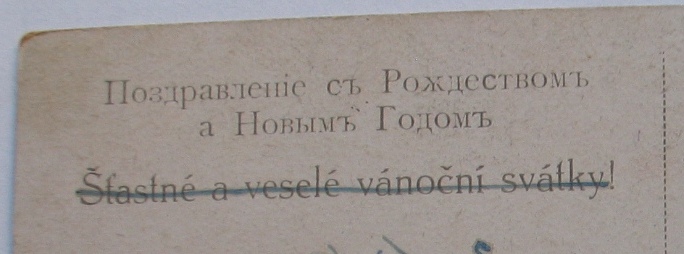 Поздравленіе съ Рождествомъ
а Новымъ Годомъ
Šťastné a veselé vánoční svátky!